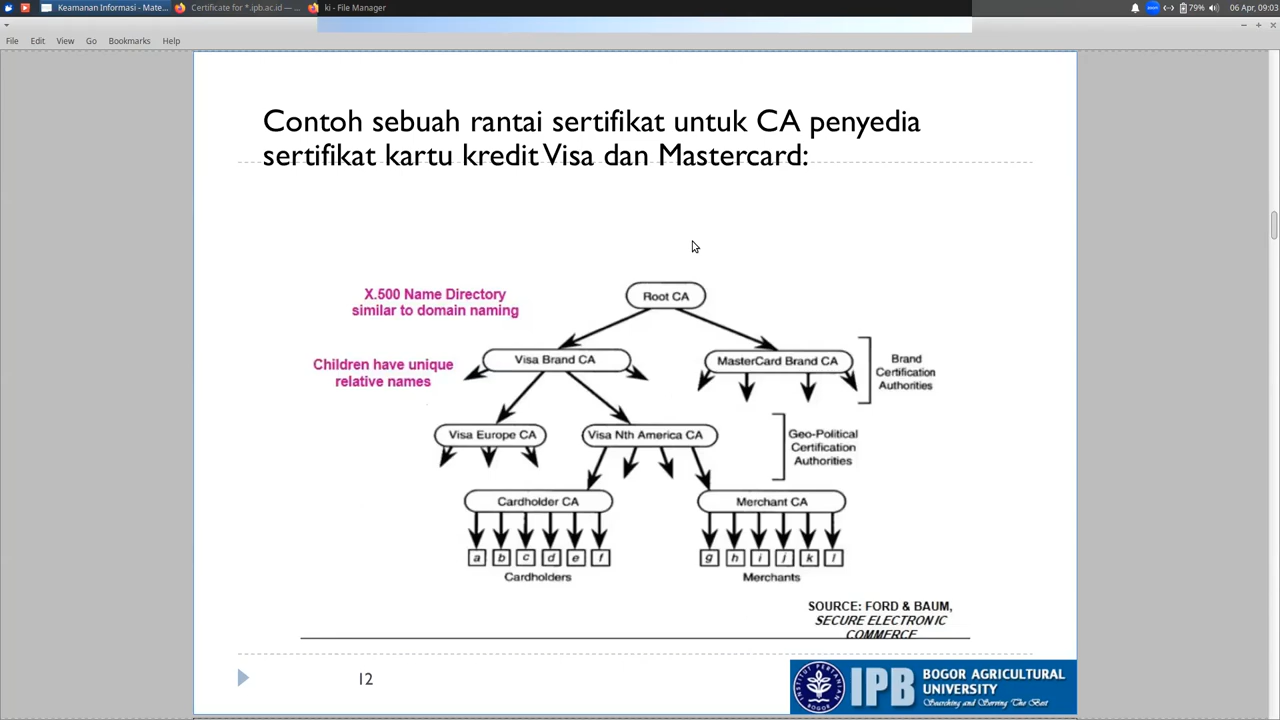 Keamanan Informasi - Mate...
Certificate for *.ipb.ac.id — ...
ki - File Manager
79%
06 Apr, 09:03
File Edit View Go Bookmarks Help
Contoh sebuah rantai sertifikat untuk CA penyedia
sertifikat kartu kredit Visa dan Mastercard:
X.500 Name Directory
similar to domain naming
Root CA
Children have unique
relative names
Visa Brand CA
MasterCard Brand CA
Brand
Certification
Authorities
Visa Europe CA
Visa Nth America CA
Geo-Political
Certification
Authorities
Cardholder CA
Merchant CA
a b c d e f
g h i j k l
Cardholders
Merchants
SOURCE: FORD & BAUM,
SECURE ELECTRONIC
COMMERCE
12
INSTITUT PERTANIAN
BOGOR
IPB
BOGOR AGRICULTURAL
UNIVERSITY
Searching and Serving The Best